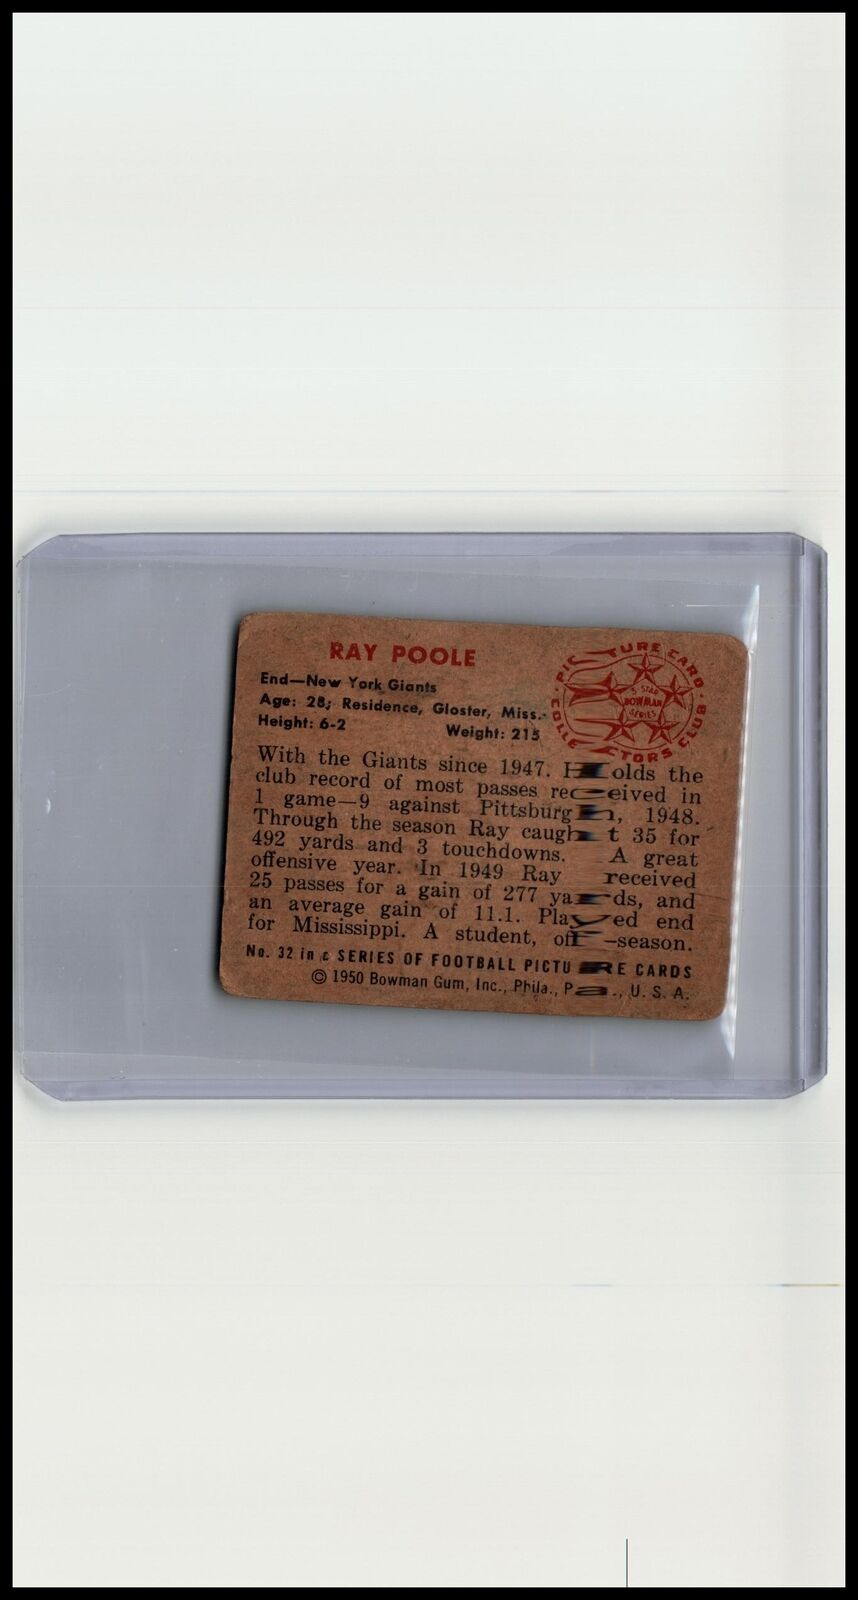 RAY POOLE
End—New York Giants
Age: 28; Residence, Gloster, Miss.
Height: 6-2 Weight: 215
PICTURE CARD COLLECTORS CLUB
5 STAR
BOWMAN
SERIES
With the Giants since 1947. Holds the
club record of most passes received in
1 game—9 against Pittsburgh, 1948.
Through the season Ray caught 35 for
492 yards and 3 touchdowns. A great
offensive year. In 1949 Ray received
25 passes for a gain of 277 yards, and
an average gain of 11.1. Played end
for Mississippi. A student, off-season.
No. 32 in a SERIES OF FOOTBALL PICTURE CARDS
© 1950 Bowman Gum, Inc., Phila., Pa., U. S. A.